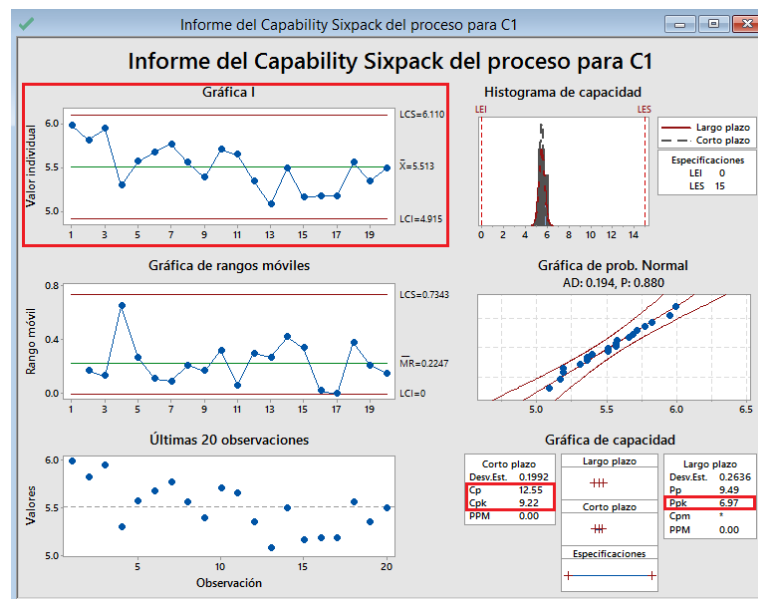 Informe del Capability Sixpack del proceso para C1
Informe del Capability Sixpack del proceso para C1
Gráfica I
Valor individual
6.0
5.5
5.0
1 3 5 7 9 11 13 15 17 19
LCS=6.110
X̄=5.513
LCI=4.915
Histograma de capacidad
LEI LES
0 2 4 6 8 10 12 14
Largo plazo
Corto plazo
Especificaciones
LEI 0
LES 15
Gráfica de rangos móviles
Rango móvil
0.8
0.4
0.0
1 3 5 7 9 11 13 15 17 19
LCS=0.7343
M̄R̄=0.2247
LCI=0
Gráfica de prob. Normal
AD: 0.194, P: 0.880
5.0 5.5 6.0 6.5
Últimas 20 observaciones
Valores
6.0
5.5
5.0
5 10 15 20
Observación
Gráfica de capacidad
Corto plazo
Desv.Est. 0.1992
Cp 12.55
Cpk 9.22
PPM 0.00
Largo plazo
Corto plazo
Especificaciones
Largo plazo
Desv.Est. 0.2636
Pp 9.49
Ppk 6.97
Cpm *
PPM 0.00